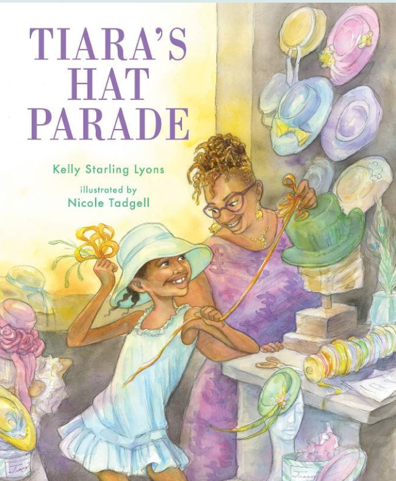 TIARA'S
HAT
PARADE
Kelly Starling Lyons
illustrated by
Nicole Tadgell